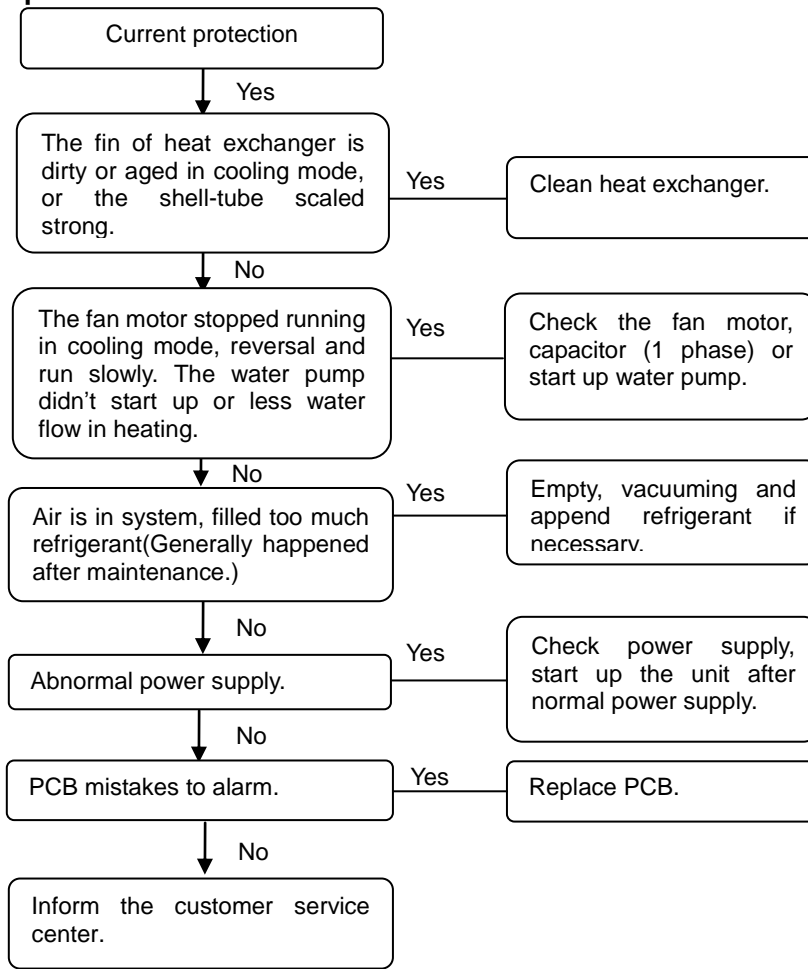 Current protection
Yes
The fin of heat exchanger is
dirty or aged in cooling mode,
or the shell-tube scaled
strong.
Yes
Clean heat exchanger.
No
The fan motor stopped running
in cooling mode, reversal and
run slowly. The water pump
didn’t start up or less water
flow in heating.
Yes
Check the fan motor,
capacitor (1 phase) or
start up water pump.
No
Air is in system, filled too much
refrigerant(Generally happened
after maintenance.)
Yes
Empty, vacuuming and
append refrigerant if
necessary.
No
Abnormal power supply.
Yes
Check power supply,
start up the unit after
normal power supply.
No
PCB mistakes to alarm.
Yes
Replace PCB.
No
Inform the customer service
center.